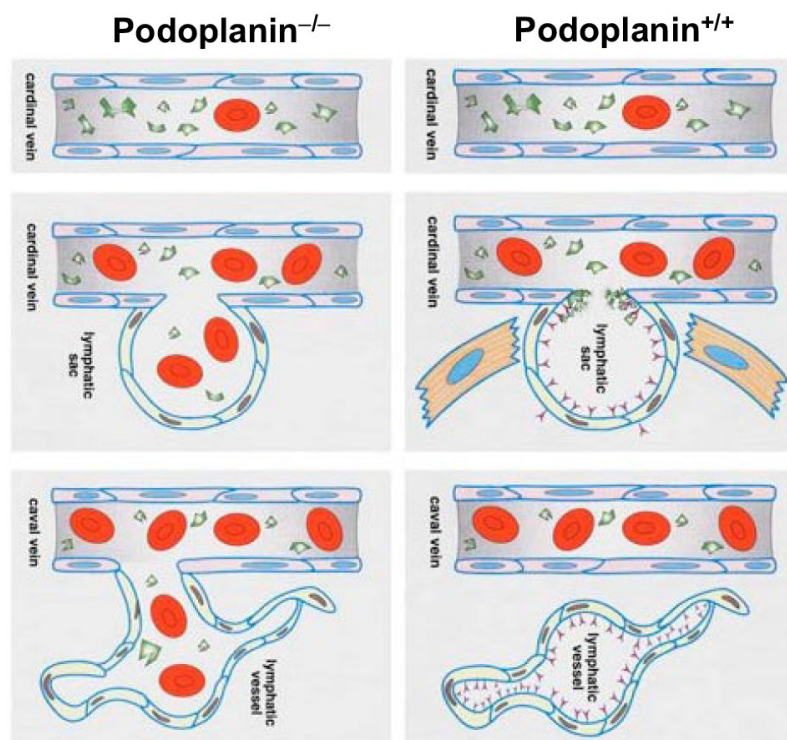 Podoplanin–/–
Podoplanin+/+
cardinal vein
cardinal vein
cardinal vein
lymphatic
sac
cardinal vein
lymphatic
sac
caval vein
lymphatic
vessel
caval vein
lymphatic
vessel